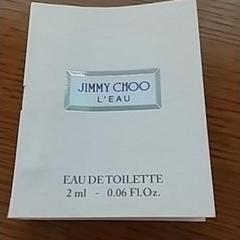 JIMMY CHOO
L'EAU
EAU DE TOILETTE
2 ml - 0.06 Fl.Oz.